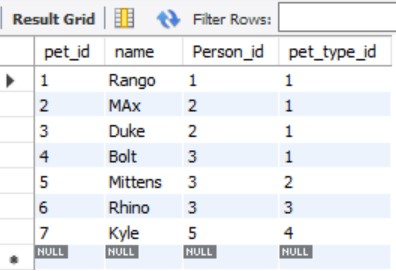 Result Grid Filter Rows:
pet_id name Person_id pet_type_id
1 Rango 1 1
2 MAx 2 1
3 Duke 2 1
4 Bolt 3 1
5 Mittens 3 2
6 Rhino 3 3
7 Kyle 5 4
NULL NULL NULL NULL